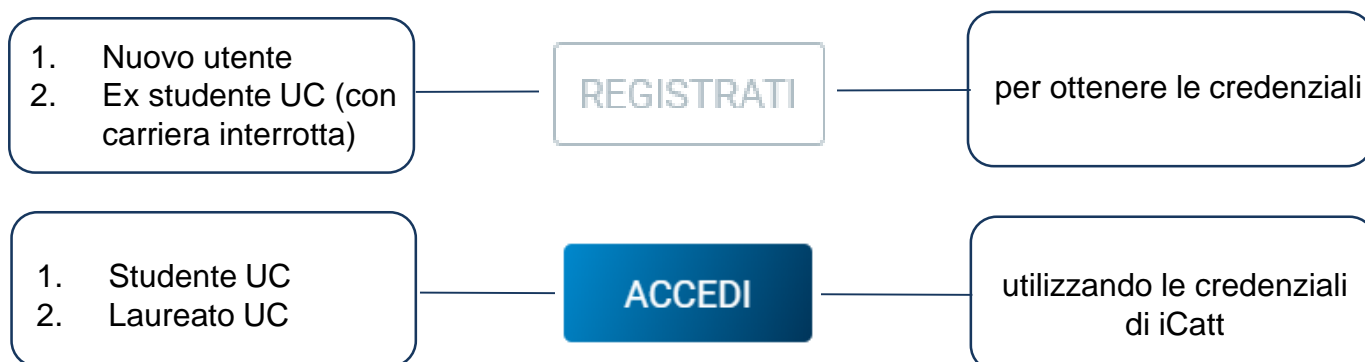 1. Nuovo utente
2. Ex studente UC (con
carriera interrotta)
REGISTRATI
per ottenere le credenziali
1. Studente UC
2. Laureato UC
ACCEDI
utilizzando le credenziali
di iCatt